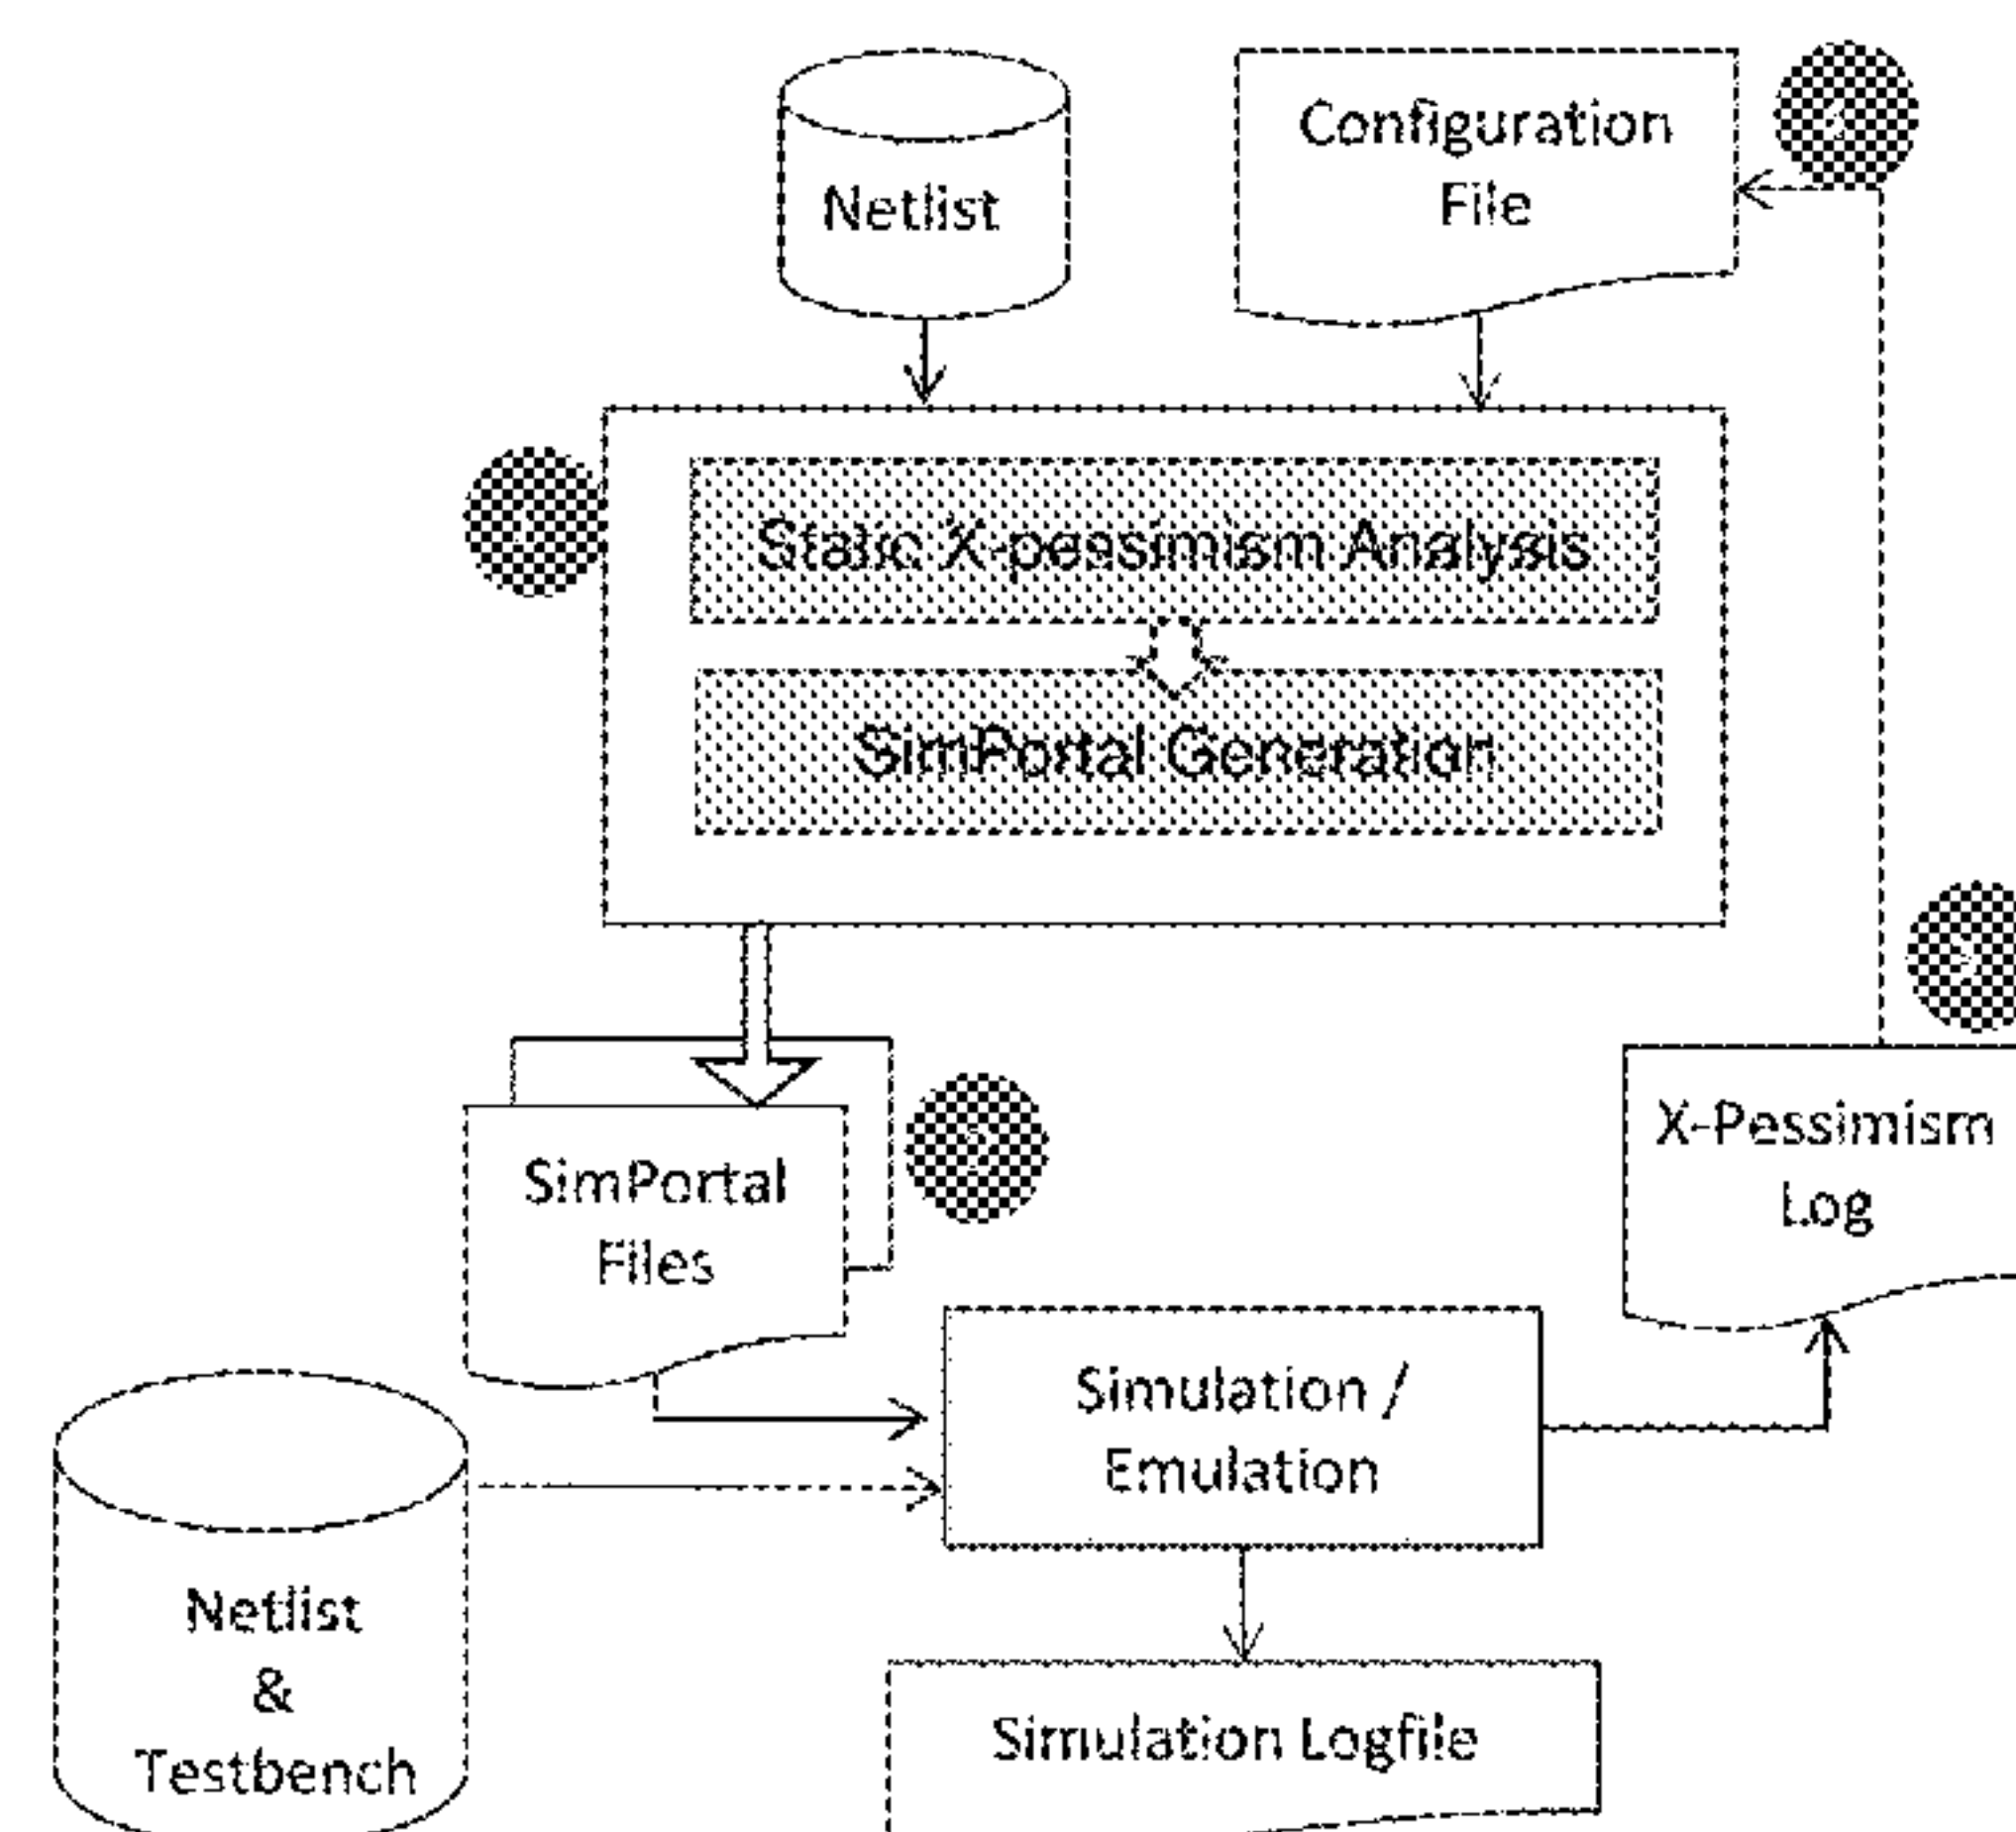 Netlist
Configuration
File
Static X-pessimism Analysis
SimPortal Generation
SimPortal
Files
X-Pessimism
Log
Simulation /
Emulation
Netlist
&
Testbench
Simulation Logfile